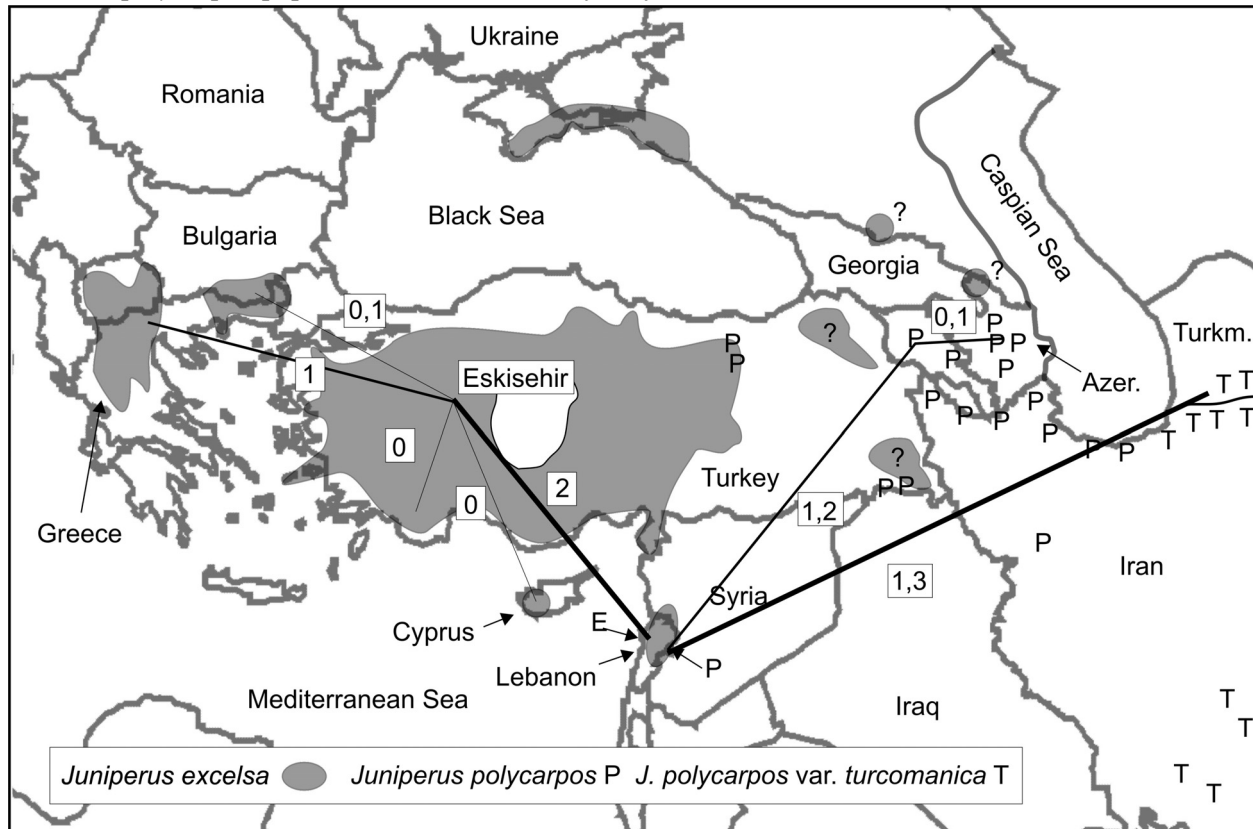 Ukraine
Romania
Caspian Sea
Black Sea
?
Bulgaria
Georgia
?
0,1
0,1
?
P
P
P
P
P
P
P
P
P
Turkm.
1
Eskisehir
Azer.
T
T
P
P
P
P
P
P
P
P
T
T
T
T
0
?
2
Turkey
P
P
0
1,2
Greece
P
Iran
1,3
Syria
Cyprus
E
Lebanon
P
Mediterranean Sea
Iraq
T
T
T
T
Juniperus excelsa Juniperus polycarpos P J. polycarpos var. turcomanica T